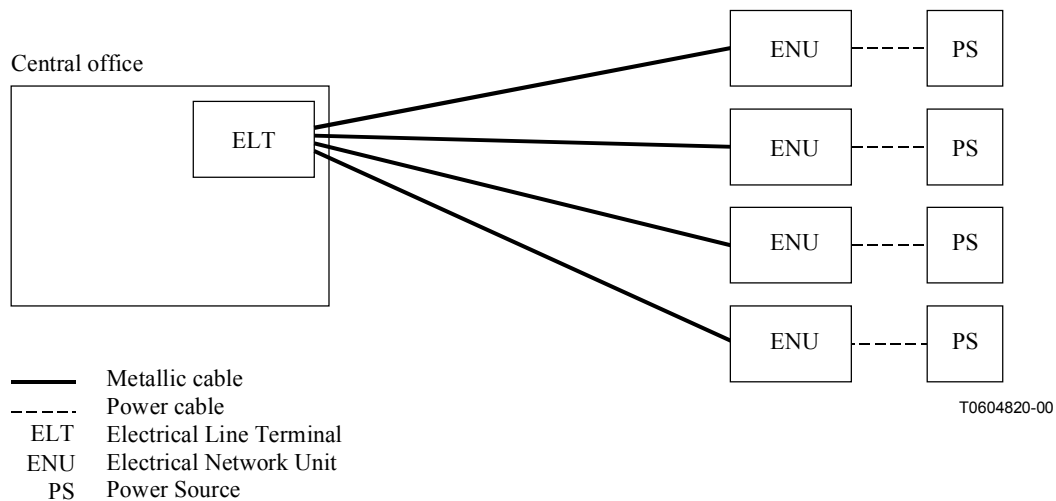 Central office
ELT
ENU PS
ENU PS
ENU PS
ENU PS
T0604820-00
Metallic cable
Power cable
ELT Electrical Line Terminal
ENU Electrical Network Unit
PS Power Source